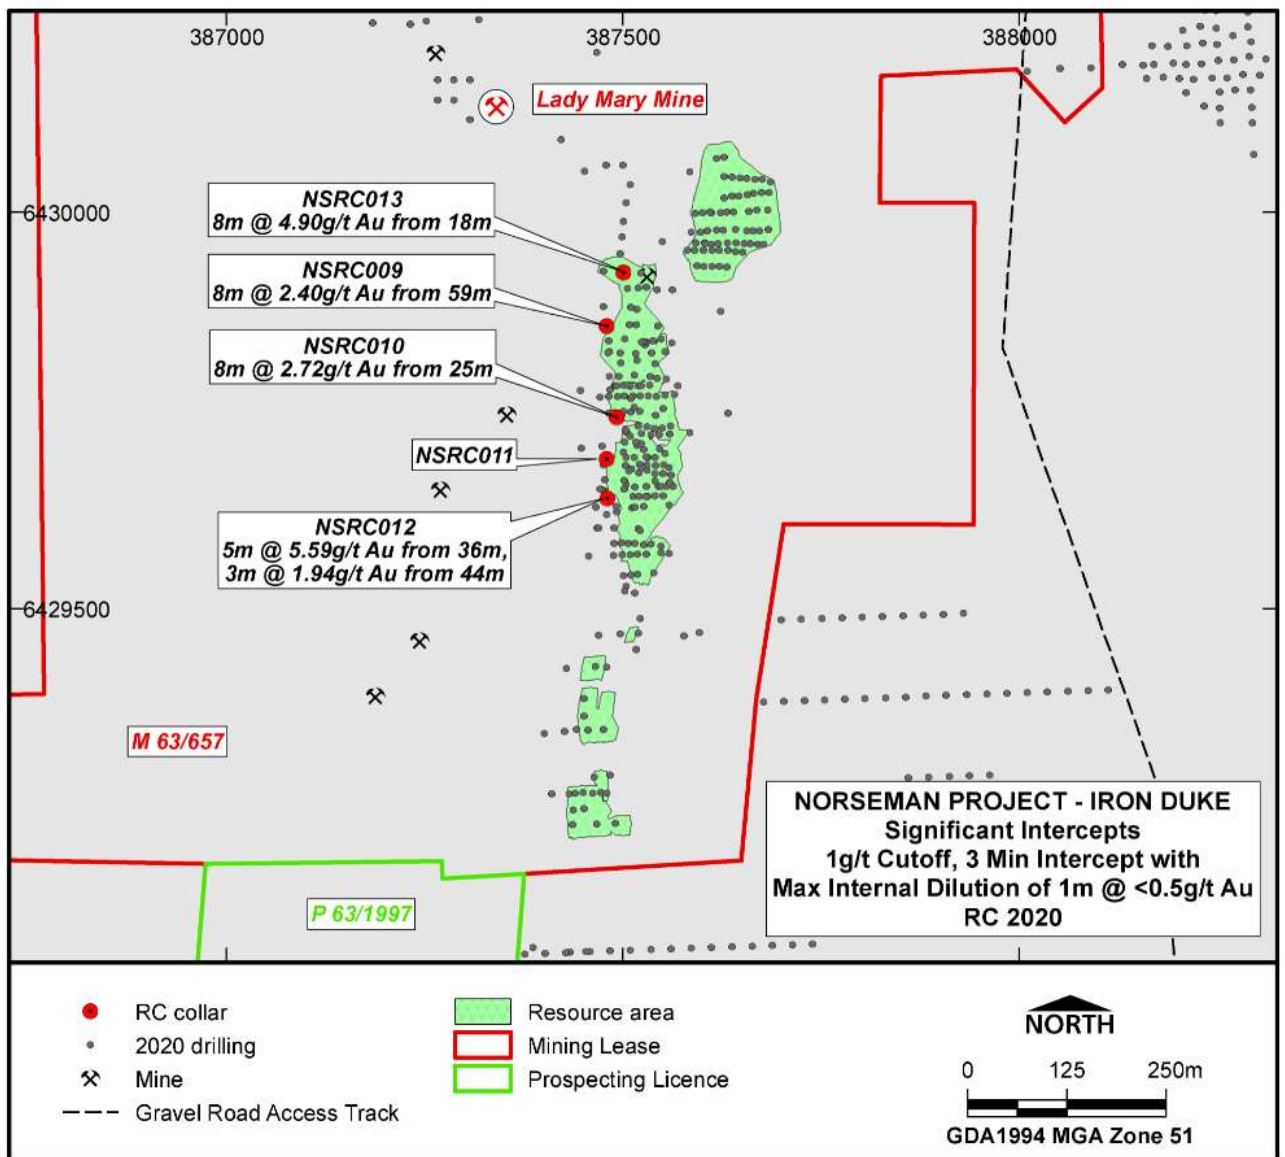 387000
387500
388000
Lady Mary Mine
6430000
NSRC013
8m @ 4.90g/t Au from 18m
NSRC009
8m @ 2.40g/t Au from 59m
NSRC010
8m @ 2.72g/t Au from 25m
NSRC011
NSRC012
5m @ 5.59g/t Au from 36m,
3m @ 1.94g/t Au from 44m
6429500
M 63/657
P 63/1997
NORSEMAN PROJECT - IRON DUKE
Significant Intercepts
1g/t Cutoff, 3 Min Intercept with
Max Internal Dilution of 1m @ <0.5g/t Au
RC 2020
RC collar
2020 drilling
Mine
Gravel Road Access Track
Resource area
Mining Lease
Prospecting Licence
NORTH
0 125 250m
GDA1994 MGA Zone 51